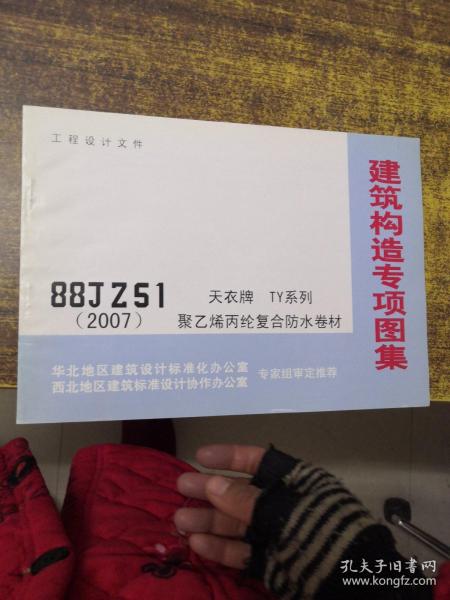 工程设计文件
建筑构造专项图集
88JZ51
(2007)
天衣牌 TY系列
聚乙烯丙纶复合防水卷材
华北地区建筑设计标准化办公室
西北地区建筑标准设计协作办公室
专家组审定推荐
孔夫子旧书网
www.kongfz.com